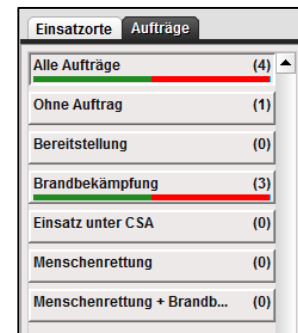 Einsatzorte Aufträge
Alle Aufträge (4)
Ohne Auftrag (1)
Bereitstellung (0)
Brandbekämpfung (3)
Einsatz unter CSA (0)
Menschenrettung (0)
Menschenrettung + Brandb... (0)